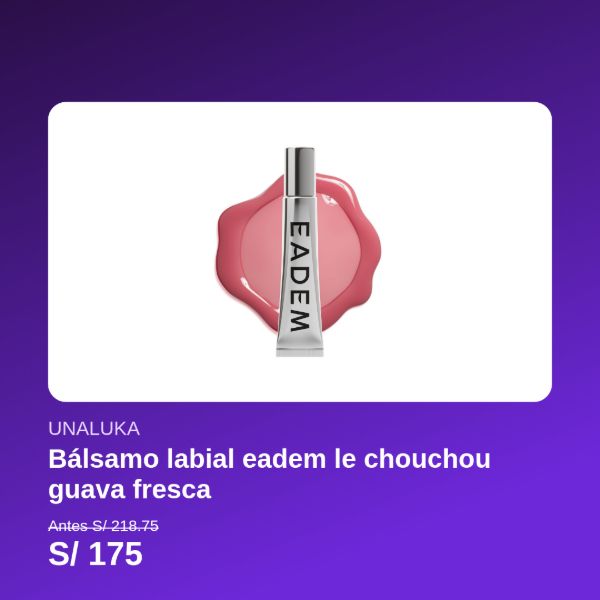 EADEM
UNALUKA
Bálsamo labial eadem le chouchou
guava fresca
Antes S/ 218.75
S/ 175